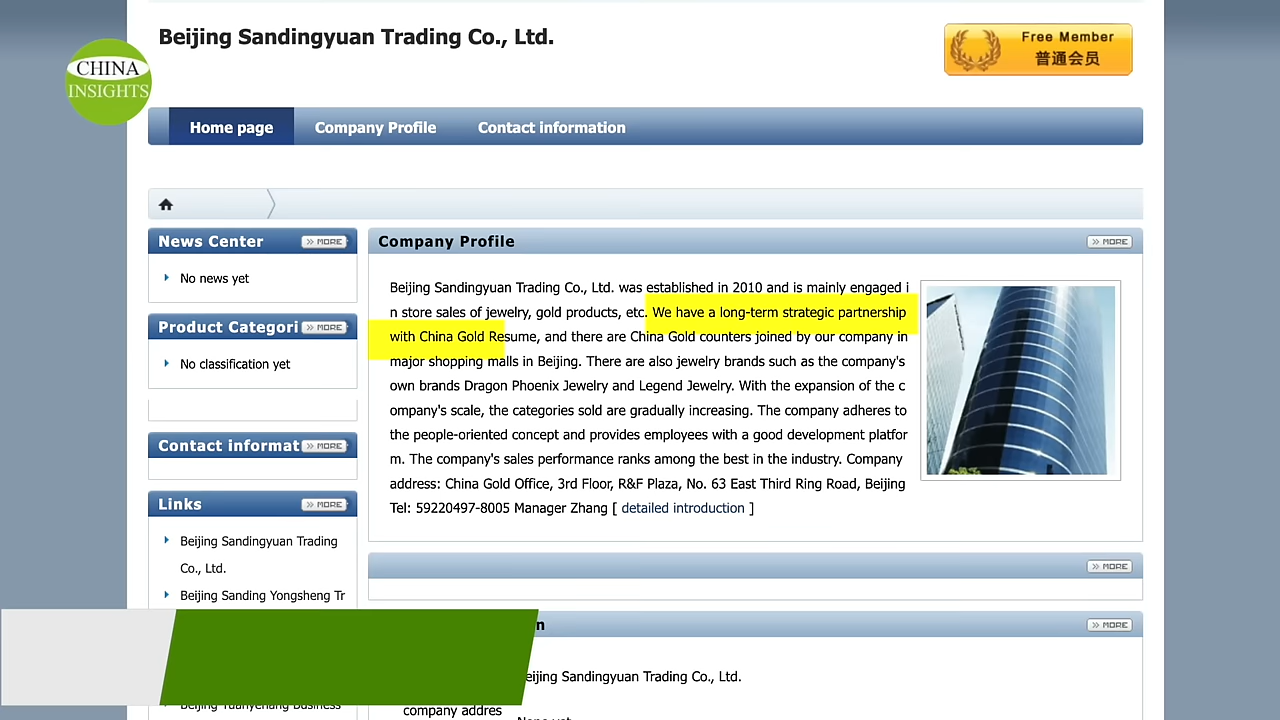 Beijing Sandingyuan Trading Co., Ltd.
Free Member
普通会员
CHINA
INSIGHTS
Home page
Company Profile
Contact information
News Center
MORE
No news yet
Product Categori
MORE
No classification yet
Contact informat
MORE
Links
MORE
Beijing Sandingyuan Trading
Co., Ltd.
Beijing Sanding Yongsheng Tr
Beijing Yuanyechang Business
Company Profile
MORE
Beijing Sandingyuan Trading Co., Ltd. was established in 2010 and is mainly engaged i
n store sales of jewelry, gold products, etc. We have a long-term strategic partnership
with China Gold Resume, and there are China Gold counters joined by our company in
major shopping malls in Beijing. There are also jewelry brands such as the company's
own brands Dragon Phoenix Jewelry and Legend Jewelry. With the expansion of the c
ompany's scale, the categories sold are gradually increasing. The company adheres to
the people-oriented concept and provides employees with a good development platfor
m. The company's sales performance ranks among the best in the industry. Company
address: China Gold Office, 3rd Floor, R&F Plaza, No. 63 East Third Ring Road, Beijing
Tel: 59220497-8005 Manager Zhang [ detailed introduction ]
MORE
n
MORE
eijing Sandingyuan Trading Co., Ltd.
company addres
None yet